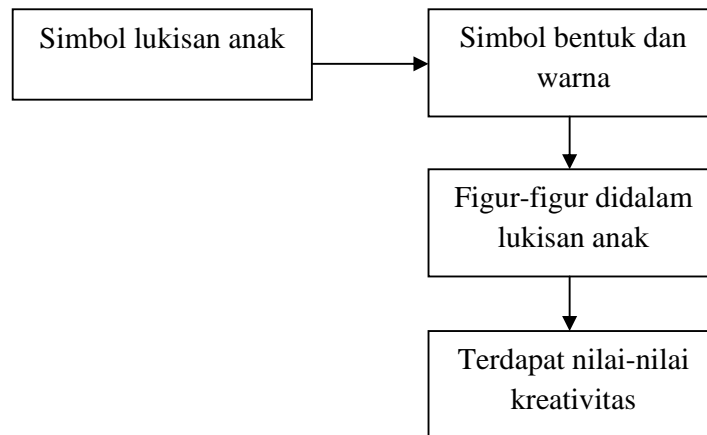 Simbol lukisan anak
Simbol bentuk dan
warna
Figur-figur didalam
lukisan anak
Terdapat nilai-nilai
kreativitas